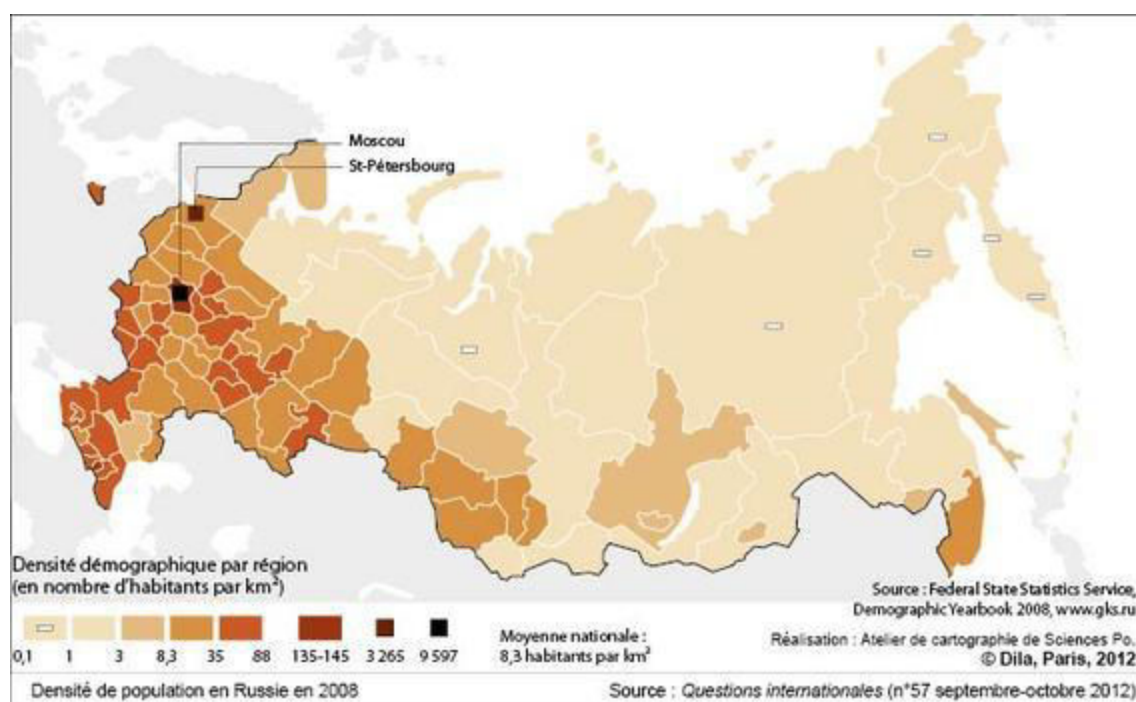 Moscou
St-Pétersbourg
Densité démographique par région
(en nombre d'habitants par km²)
0,1 1 3 8,3 35 88 135-145 3 265 9 597
Moyenne nationale :
8,3 habitants par km²
Source : Federal State Statistics Service,
Demographic Yearbook 2008, www.gks.ru
Réalisation : Atelier de cartographie de Sciences Po.
© Dila, Paris, 2012
Densité de population en Russie en 2008
Source : Questions internationales (n°57 septembre-octobre 2012)